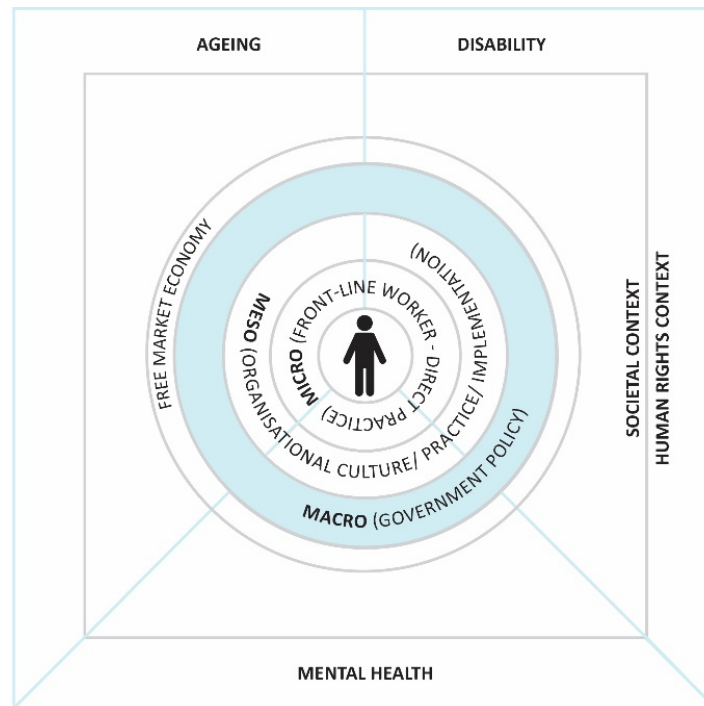 AGEING
DISABILITY
FREE MARKET ECONOMY
MESO (ORGANISATIONAL CULTURE/ PRACTICE/ IMPLEMENTATION)
MICRO (FRONT-LINE WORKER - DIRECT PRACTICE)
MACRO (GOVERNMENT POLICY)
SOCIETAL CONTEXT
HUMAN RIGHTS CONTEXT
MENTAL HEALTH